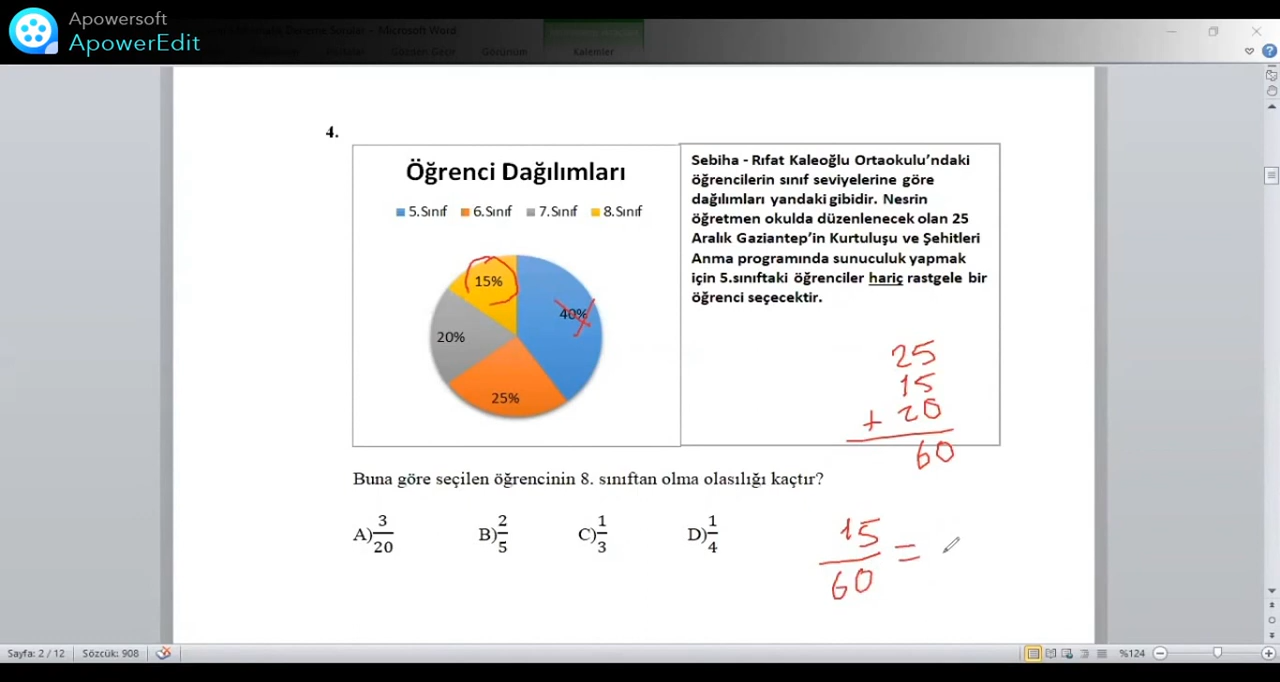 Apowersoft
ApowerEdit
Microsoft Word
Görünüm
Kalemler
4.
Öğrenci Dağılımları
5.Sınıf 6.Sınıf 7.Sınıf 8.Sınıf
15%
40%
20%
25%
Sebiha - Rıfat Kaleoğlu Ortaokulu'ndaki
öğrencilerin sınıf seviyelerine göre
dağılımları yandaki gibidir. Nesrin
öğretmen okulda düzenlenecek olan 25
Aralık Gaziantep'in Kurtuluşu ve Şehitleri
Anma programında sunuculuk yapmak
için 5.sınıftaki öğrenciler hariç rastgele bir
öğrenci seçecektir.
25
15
+ 20
60
Buna göre seçilen öğrencinin 8. sınıftan olma olasılığı kaçtır?
A) 3/20 B) 2/5 C) 1/3 D) 1/4
15/60 =
Sayfa: 2 / 12 Sözcük: 908 %124